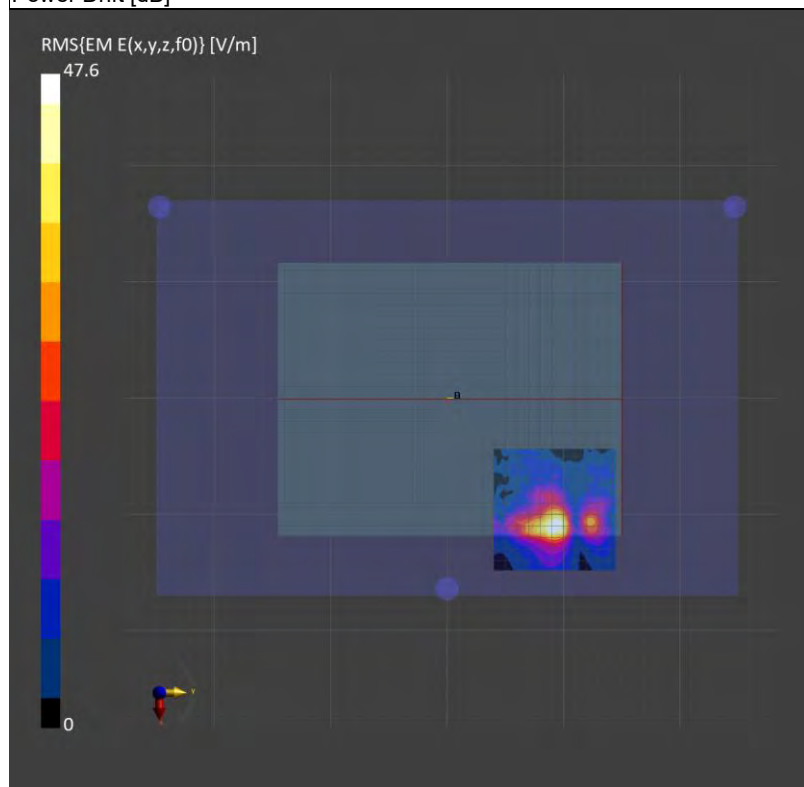 Power Drift [dB]
RMS{EM E(x,y,z,f0)} [V/m]
47.6
B
Y
0